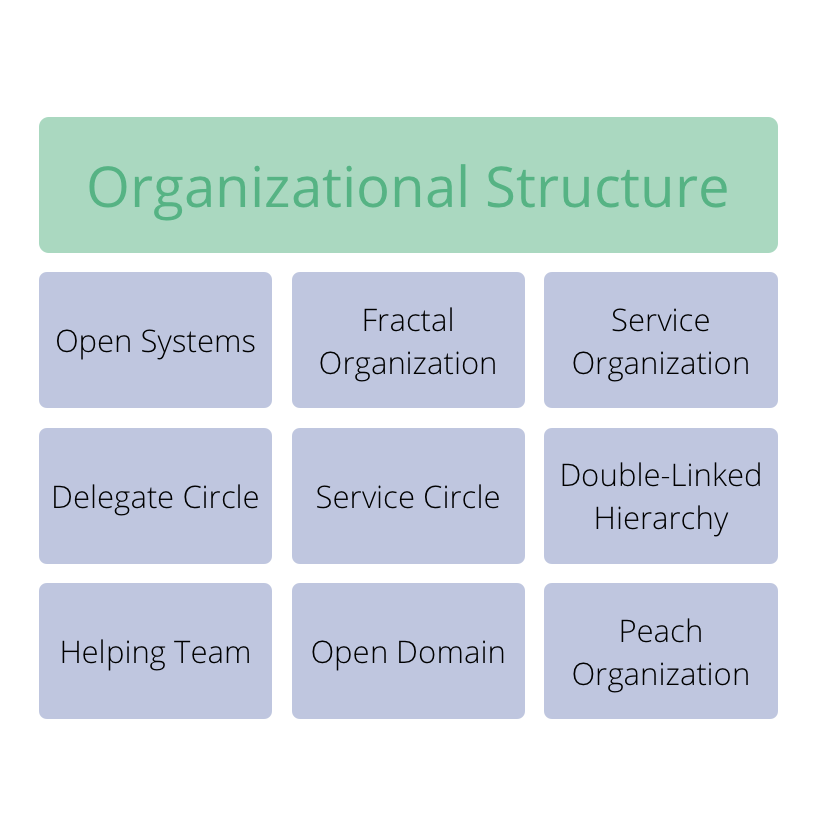 Organizational Structure
Open Systems
Fractal
Organization
Service
Organization
Delegate Circle
Service Circle
Double-Linked
Hierarchy
Helping Team
Open Domain
Peach
Organization